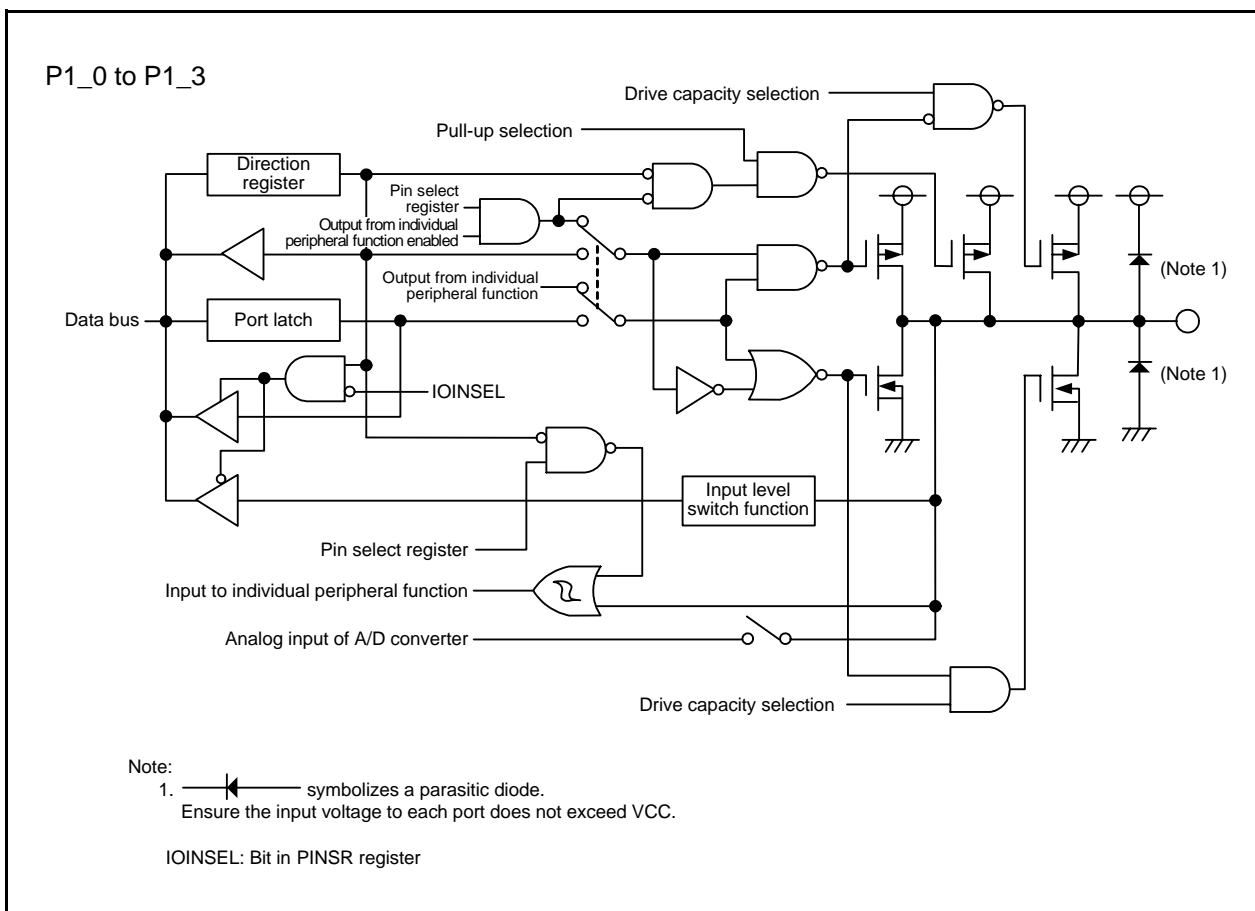 P1_0 to P1_3
Drive capacity selection
Pull-up selection
Direction
register
Pin select
register
Output from individual
peripheral function enabled
Output from individual
peripheral function
(Note 1)
Data bus
Port latch
IOINSEL
(Note 1)
Input level
switch function
Pin select register
Input to individual peripheral function
Analog input of A/D converter
Drive capacity selection
Note:
1. symbolizes a parasitic diode.
Ensure the input voltage to each port does not exceed VCC.
IOINSEL: Bit in PINSR register